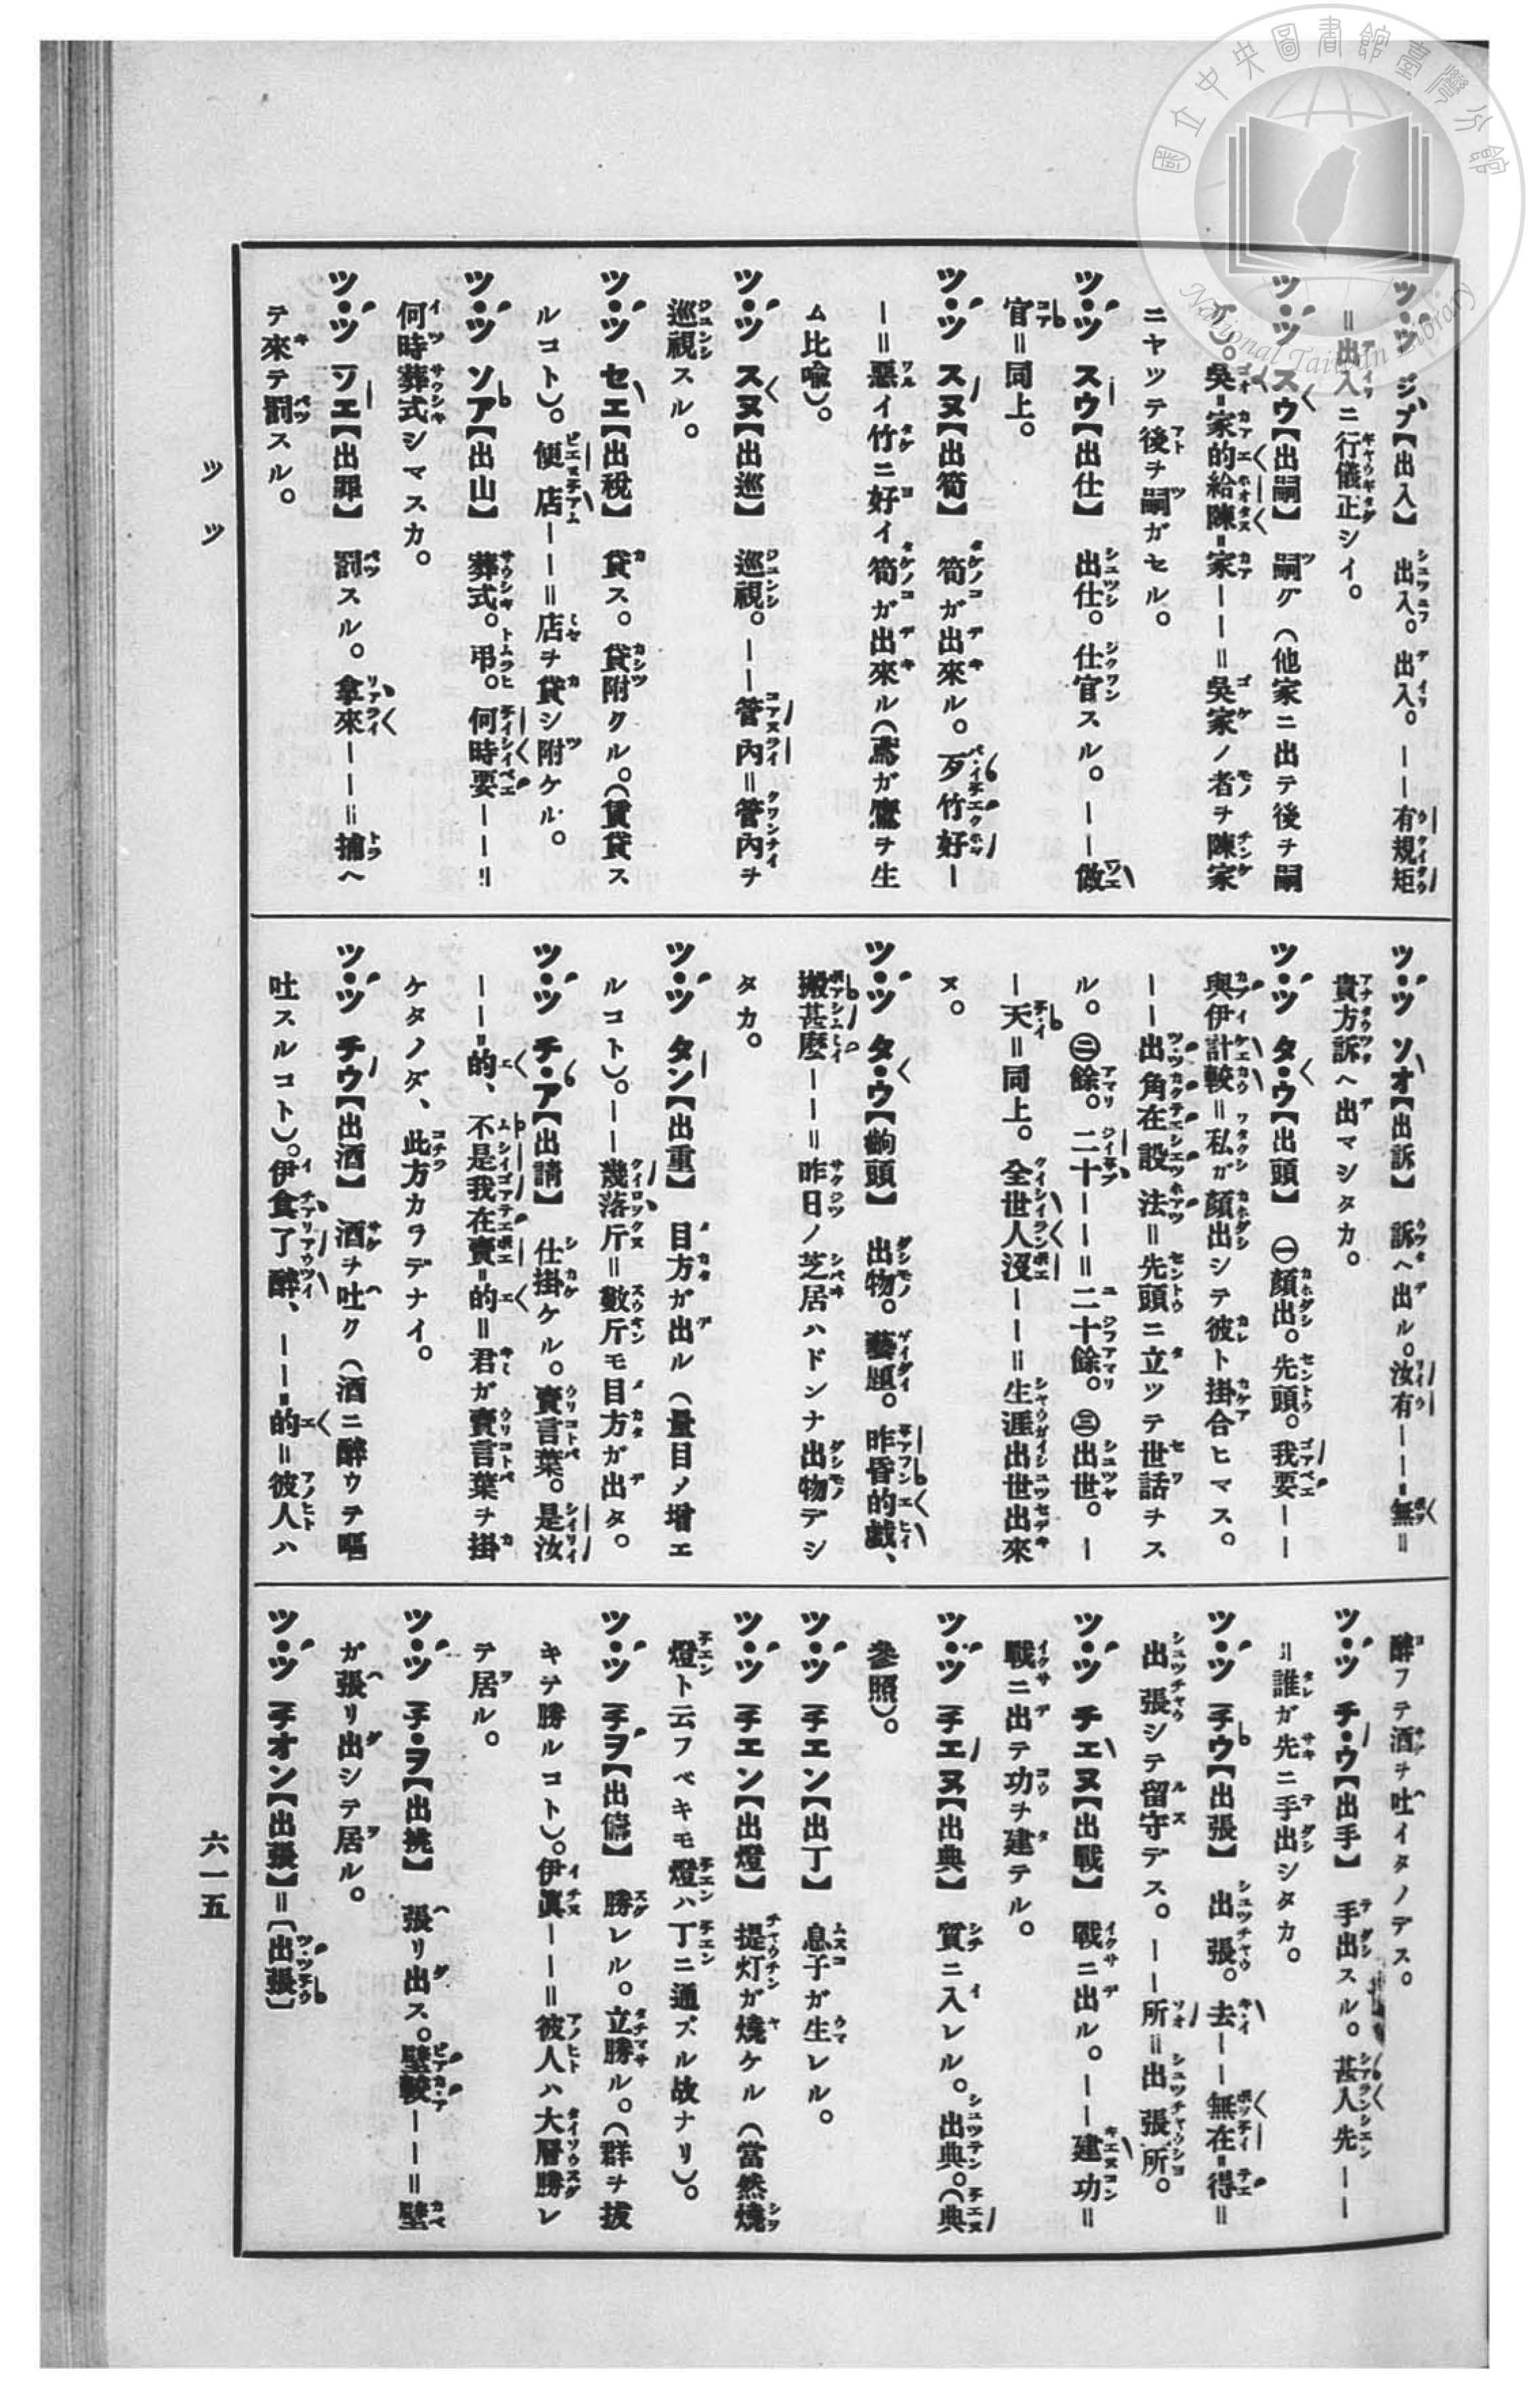 國立中央圖書館臺灣分館
National Taiwan Library
ツ・ツ ジプ【出入】 出入。出入。――有規矩
＝出入ニ行儀正シイ。
ツ・ツ スウ【出嗣】 嗣グ（他家ニ出テ後ヲ嗣
グ）。吳-家的給陳-家――＝吳家ノ者ヲ陳家
ニヤツテ後ヲ嗣ガセル。
ツ・ツ スウ【出仕】 出仕。仕官スル。――做
官＝同上。
ツ・ツ スヌ【出筍】 筍ガ出來ル。歹竹好―
―＝惡イ竹ニ好イ筍ガ出來ル（鳶ガ鷹ヲ生
ム比喩）。
ツ・ツ スヌ【出巡】 巡視。――管內＝管內ヲ
巡視スル。
ツ・ツ セエ【出稅】 貸ス。貸附クル。（賃貸ス
ルコト）。便店――＝店ヲ貸シ附ケル。
ツ・ツ ソア【出山】 葬式。弔。何時要――＝
何時葬式シマスカ。
ツ・ツ ソエ【出罪】 罰スル。拿來――＝捕ヘ
テ來テ罰スル。
ツ・ツ ソオ【出訴】 訴ヘ出ル。汝有――-無＝
貴方訴ヘ出マシタカ。
ツ・ツ タ・ウ【出頭】 ㊀顏出。先頭。我要――
與伊計較＝私ガ顏出シテ彼ト掛合ヒマス。
――出角在設法＝先頭ニ立ツテ世話ヲス
ル。㊁餘。二十――＝二十餘。㊂出世。―
―天＝同上。全世人沒――＝生涯出世出來
ヌ。
ツ・ツ タ・ウ【齣頭】 出物。藝題。昨昏的戲、
搬甚麼――＝昨日ノ芝居ハドンナ出物デシ
タカ。
ツ・ツ タン【出重】 目方ガ出ル（量目ノ增エ
ルコト）。――幾落斤＝數斤モ目方ガ出タ。
ツ・ツ チ・ア【出請】 仕掛ケル。賣言葉。是汝
――-的、不是我在賣-的＝君ガ賣言葉ヲ掛
ケタノダ、此方カラデナイ。
ツ・ツ チウ【出酒】 酒ヲ吐ク（酒ニ醉ウテ嘔
吐スルコト）。伊食了醉、――-的＝彼人ハ
醉フテ酒ヲ吐イタノデス。
ツ・ツ チ・ウ【出手】 手出スル。甚人先――
＝誰ガ先ニ手出シタカ。
ツ・ツ チウ【出張】 出張。去――無在-得＝
出張シテ留守デス。――所＝出張所。
ツ・ツ チエヌ【出戰】 戰ニ出ル。――建功＝
戰ニ出テ功ヲ建テル。
ツ・ツ チエヌ【出典】 質ニ入レル。出典。（典
參照）。
ツ・ツ チエン【出丁】 息子ガ生レル。
ツ・ツ チエン【出燈】 提灯ガ燒ケル（當然燒
燈ト云フベキモ燈ハ丁ニ通ズル故ナリ）。
ツ・ツ チヲ【出儔】 勝レル。立勝ル。（群ヲ拔
キテ勝ルコト）。伊眞――＝彼人ハ大層勝レ
テ居ル。
ツ・ツ チ・ヲ【出挑】 張リ出ス。壁較――＝壁
ガ張リ出シテ居ル。
ツ・ツ チオン【出張】＝〔出張〕
ツ ツ
六一五